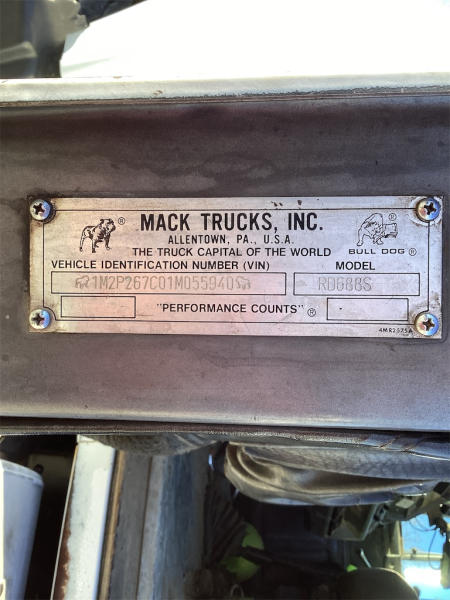 MACK TRUCKS, INC.
ALLENTOWN, PA., U.S.A.
THE TRUCK CAPITAL OF THE WORLD
BULL DOG ®
VEHICLE IDENTIFICATION NUMBER (VIN) MODEL
1M2P267C01M055940 RD688S
"PERFORMANCE COUNTS" ®
4MR2575A